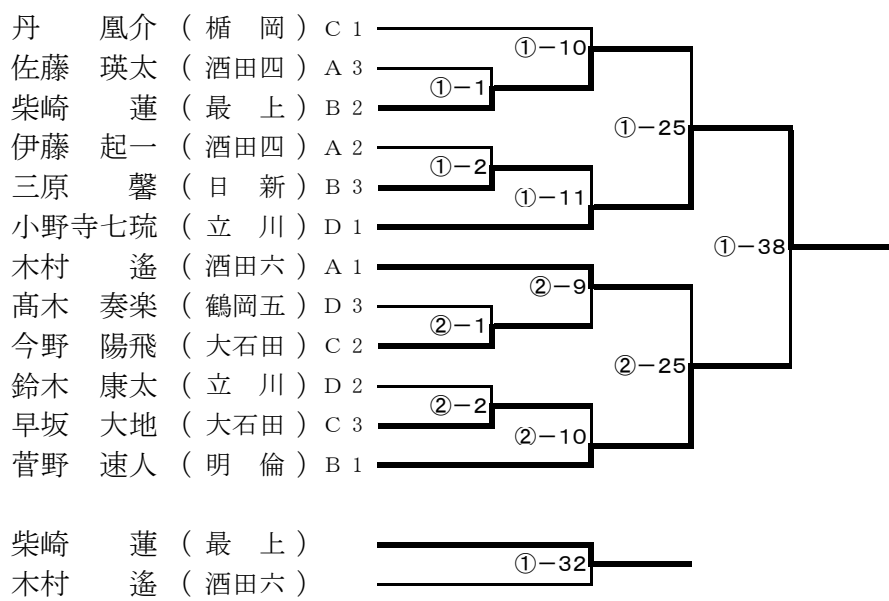 丹　　凰介 ( 楯　岡 ) C 1
①−10
佐藤　瑛太 ( 酒田四 ) A 3
①−1
柴崎　　蓮 ( 最　上 ) B 2
①−25
伊藤　起一 ( 酒田四 ) A 2
①−2
三原　　馨 ( 日　新 ) B 3
①−11
小野寺七琉 ( 立　川 ) D 1
①−38
木村　　遙 ( 酒田六 ) A 1
②−9
髙木　奏楽 ( 鶴岡五 ) D 3
②−1
今野　陽飛 ( 大石田 ) C 2
②−25
鈴木　康太 ( 立　川 ) D 2
②−2
早坂　大地 ( 大石田 ) C 3
②−10
菅野　速人 ( 明　倫 ) B 1
柴崎　　蓮 ( 最　上 )
①−32
木村　　遙 ( 酒田六 )